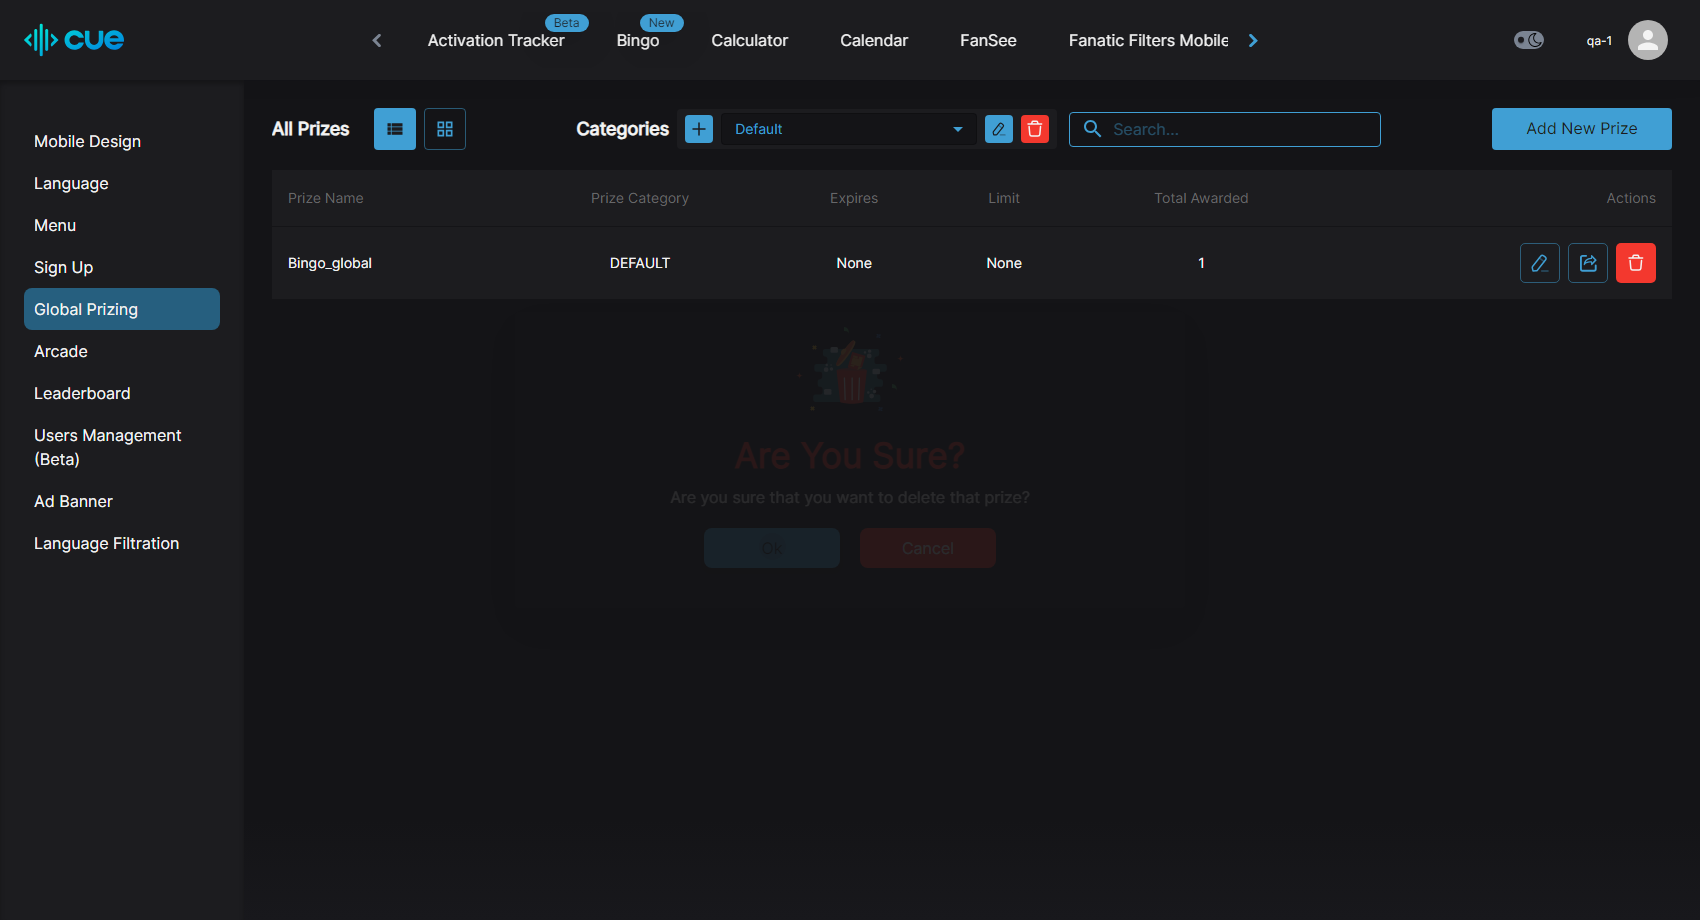 cue
Activation Tracker
Beta
Bingo
New
Calculator
Calendar
FanSee
Fanatic Filters Mobile
qa-1
Mobile Design
Language
Menu
Sign Up
Global Prizing
Arcade
Leaderboard
Users Management
(Beta)
Ad Banner
Language Filtration
All Prizes
Categories
Default
Search...
Add New Prize
Prize Name Prize Category Expires Limit Total Awarded Actions
Bingo_global DEFAULT None None 1
Are You Sure?
Are you sure that you want to delete that prize?
Ok
Cancel